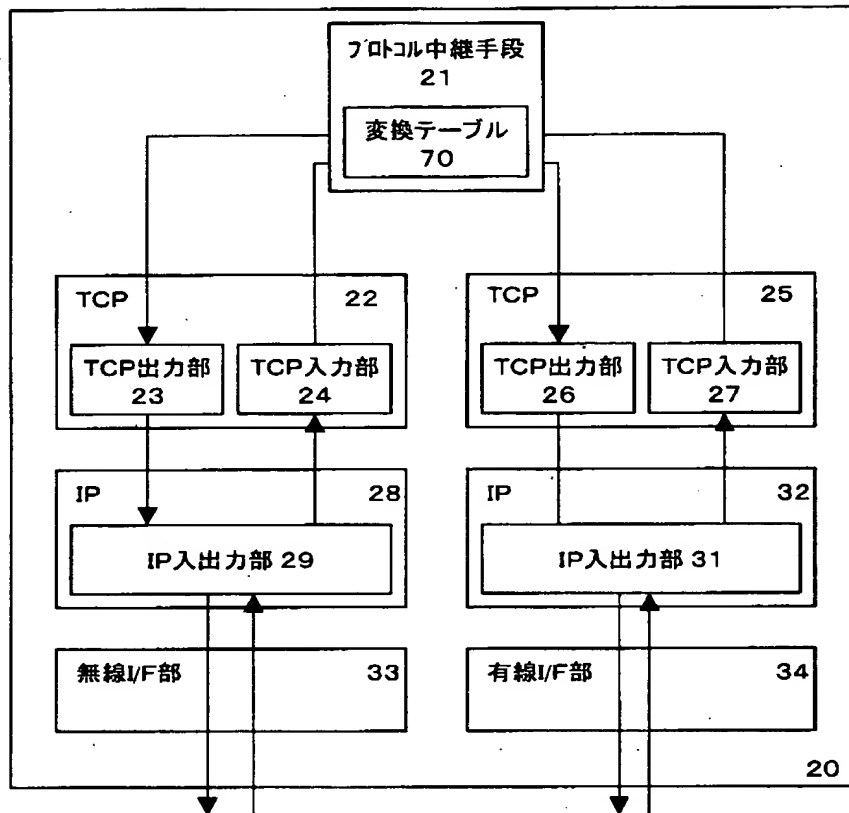 プロトコル中継手段
21
変換テーブル
70
TCP 22
TCP出力部
23
TCP入力部
24
TCP 25
TCP出力部
26
TCP入力部
27
IP 28
IP入出力部 29
IP 32
IP入出力部 31
無線I/F部 33
有線I/F部 34
20